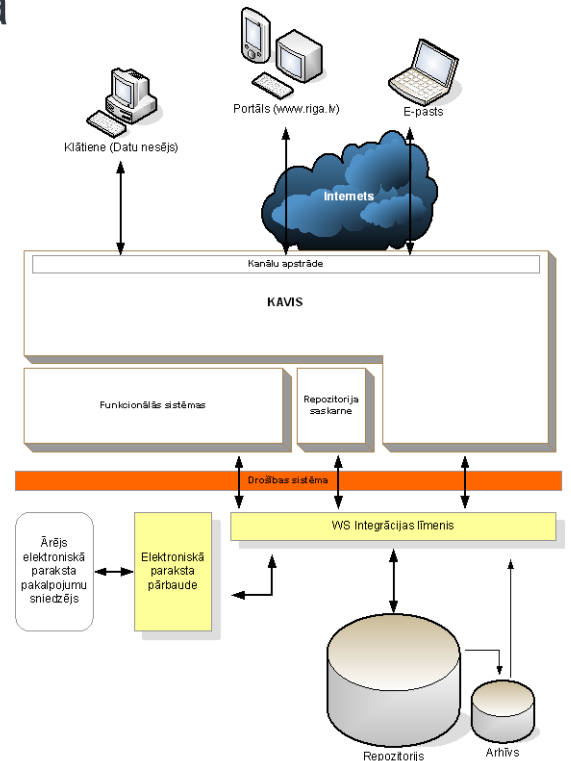 a
Portāls (www.riga.lv)
E-pasts
Klātiene (Datu nesējs)
Internets
Kanālu apstrāde
KAVIS
Funkcionālās sistēmas
Repozitorija
saskarne
Drošības sistēma
WS Integrācijas līmenis
Ārējs
elektroniskā
paraksta
pakalpojumu
sniedzējs
Elektroniskā
paraksta
pārbaude
Repozitorijs
Arhīvs